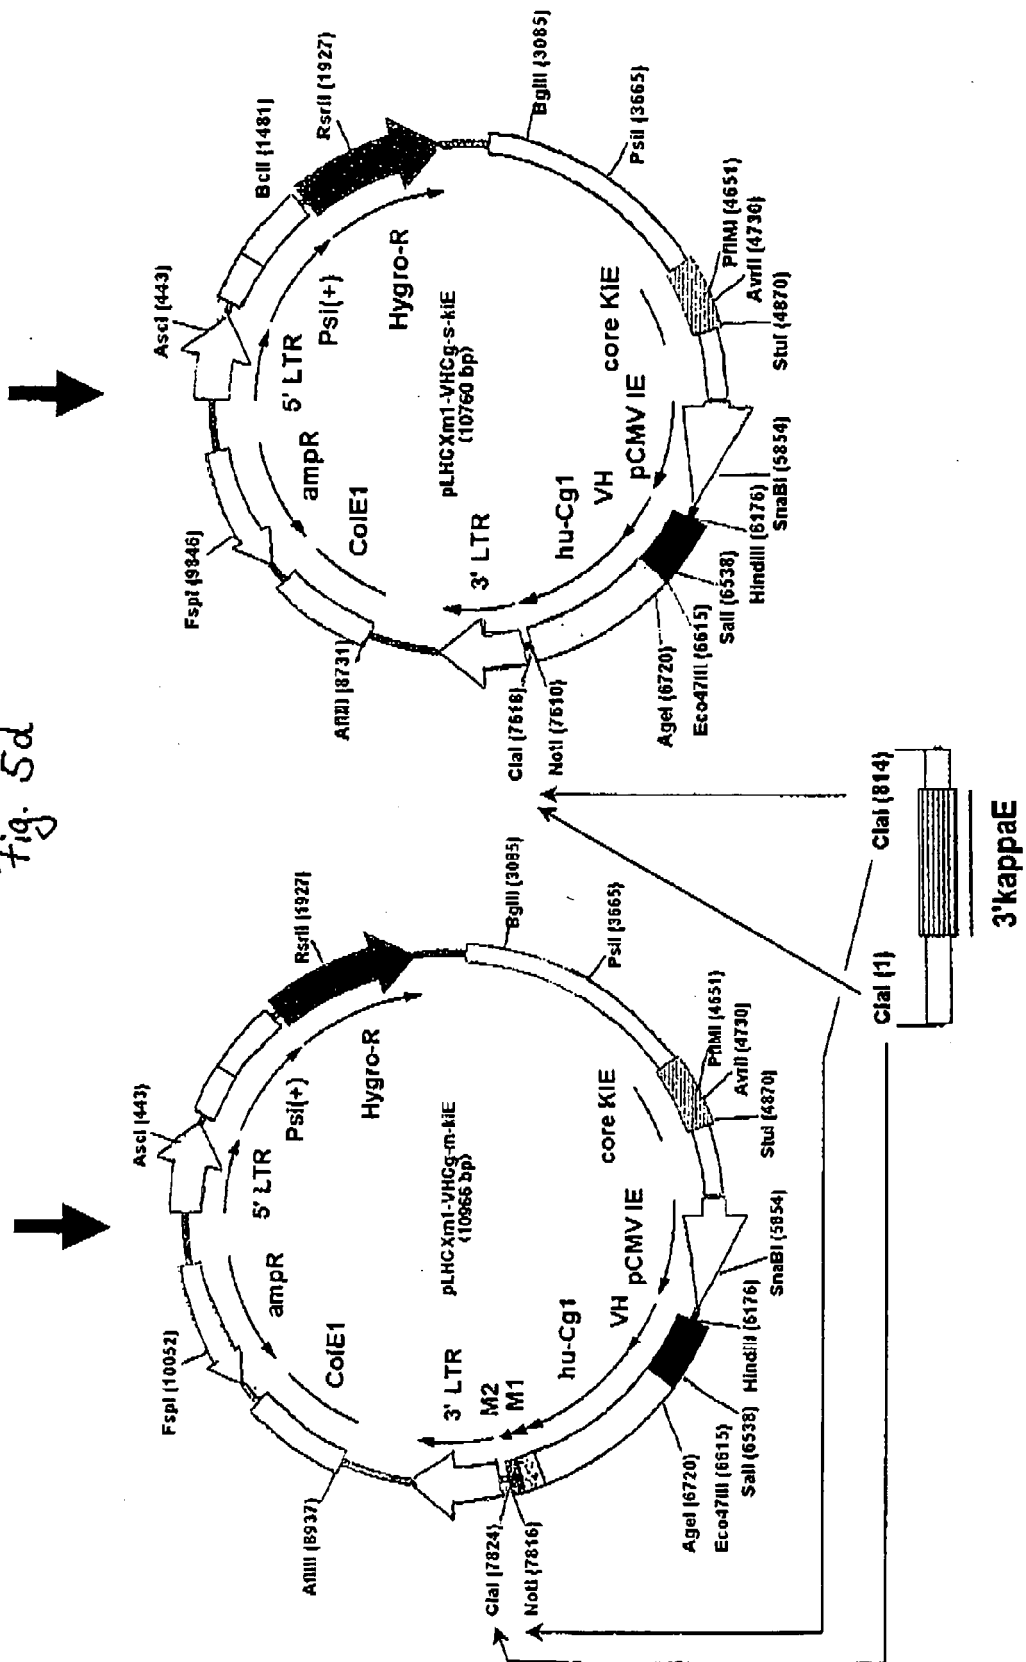 Fig. 5d
AscI {443}
RsrII {1927}
BglII {3085}
PsiI {3665}
PflMI {4651}
AvrII {4730}
StuI {4870}
SnaBI {5854}
HindIII {6176}
SalI {6538}
Eco47III {6615}
AgeI {6720}
NotI {7816}
ClaI {7824}
AflIII {8937}
FspI {10052}
5' LTR
Psi(+)
Hygro-R
core KiE
pCMV IE
VH
hu-Cg1
M1
M2
3' LTR
ColE1
ampR
pLHCXm1-VHCg-m-kiE
(10966 bp)
AscI {443}
BclI {1481}
RsrII {1927}
BglII {3085}
PsiI {3665}
PflMI {4651}
AvrII {4730}
StuI {4870}
SnaBI {5854}
HindIII {6176}
SalI {6538}
Eco47III {6615}
AgeI {6720}
NotI {7610}
ClaI {7618}
AflIII {8731}
FspI {9846}
5' LTR
Psi(+)
Hygro-R
core KiE
pCMV IE
VH
hu-Cg1
3' LTR
ColE1
ampR
pLHCXm1-VHCg-s-kiE
(10760 bp)
ClaI {1}
ClaI {814}
3'kappaE